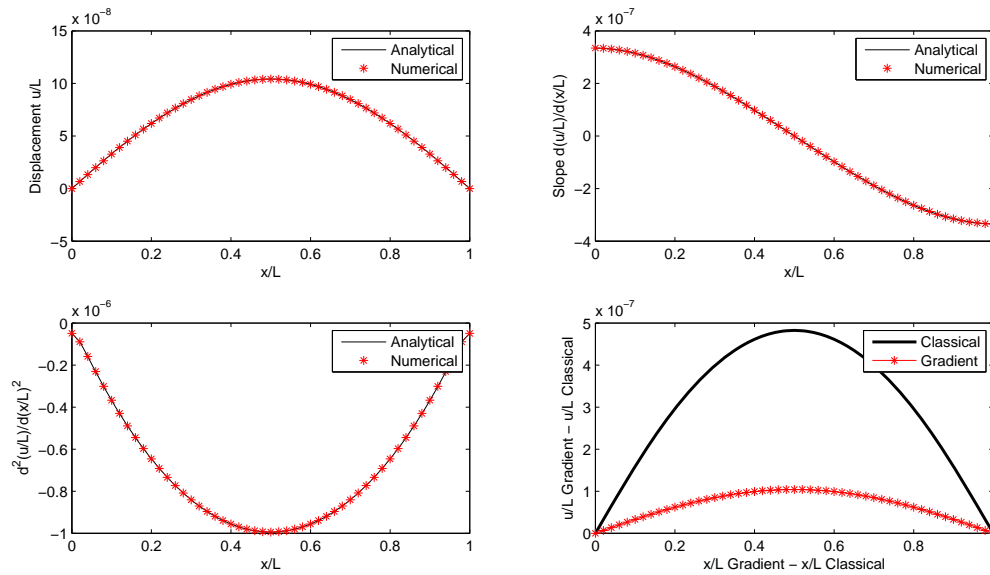 x 10⁻⁸
15
10
5
0
−5
Displacement u/L
0 0.2 0.4 0.6 0.8 1
x/L
Analytical
Numerical
x 10⁻⁷
4
2
0
−2
−4
Slope d(u/L)/d(x/L)
0 0.2 0.4 0.6 0.8
x/L
Analytical
Numerical
x 10⁻⁶
0
−0.2
−0.4
−0.6
−0.8
−1
d²(u/L)/d(x/L)²
0 0.2 0.4 0.6 0.8 1
x/L
Analytical
Numerical
x 10⁻⁷
5
4
3
2
1
0
u/L Gradient − u/L Classical
0 0.2 0.4 0.6 0.8
x/L Gradient − x/L Classical
Classical
Gradient